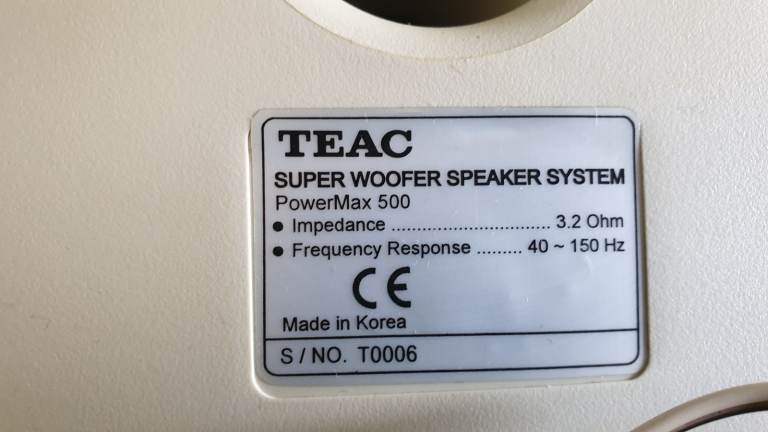 TEAC
SUPER WOOFER SPEAKER SYSTEM
PowerMax 500
● Impedance ................................ 3.2 Ohm
● Frequency Response ......... 40 ~ 150 Hz
CE
Made in Korea
S / NO. T0006